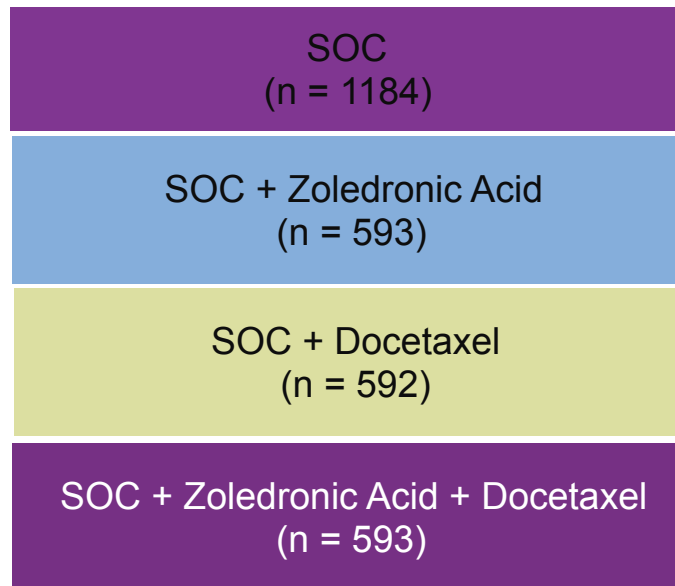 SOC
(n = 1184)
SOC + Zoledronic Acid
(n = 593)
SOC + Docetaxel
(n = 592)
SOC + Zoledronic Acid + Docetaxel
(n = 593)